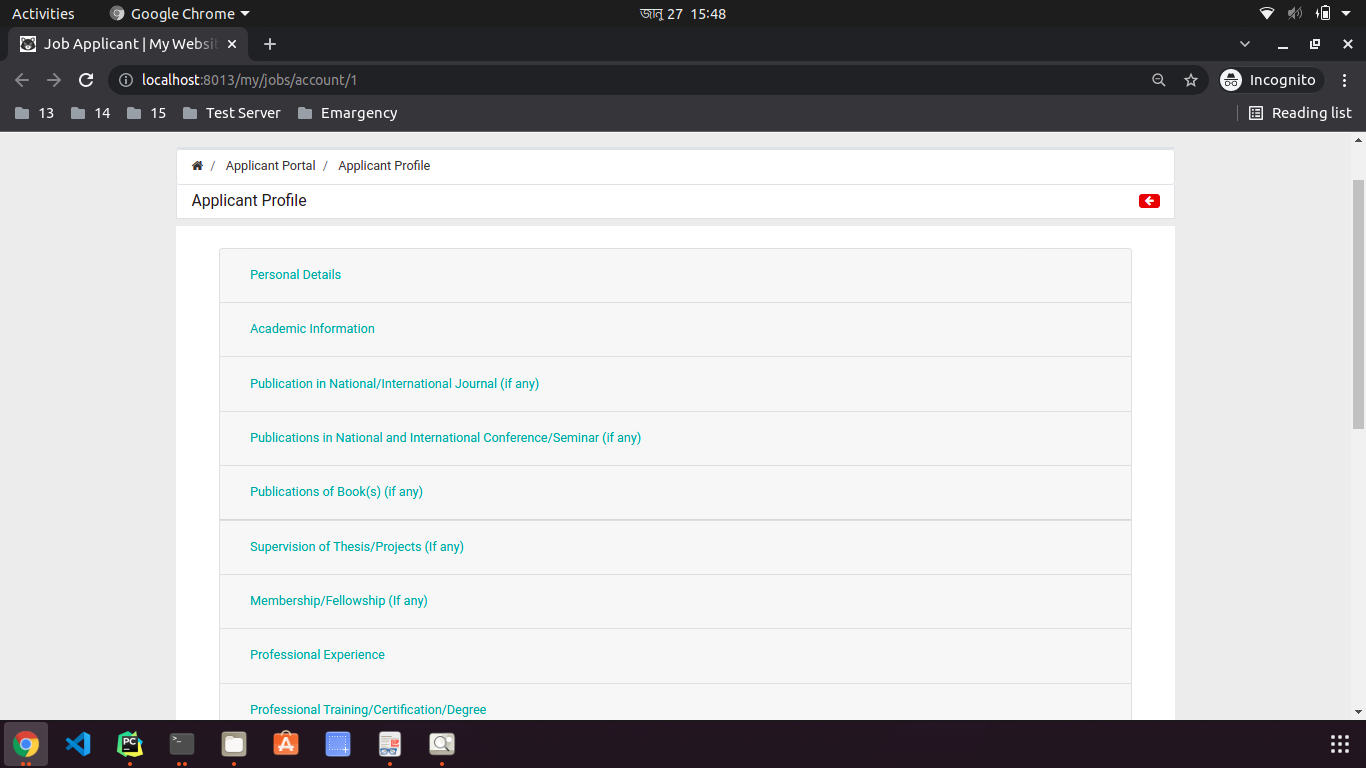 Activities
Google Chrome
জানু 27 15:48
Job Applicant | My Websit
localhost:8013/my/jobs/account/1
Incognito
13
14
15
Test Server
Emargency
Reading list
/ Applicant Portal / Applicant Profile
Applicant Profile
Personal Details
Academic Information
Publication in National/International Journal (if any)
Publications in National and International Conference/Seminar (if any)
Publications of Book(s) (if any)
Supervision of Thesis/Projects (If any)
Membership/Fellowship (If any)
Professional Experience
Professional Training/Certification/Degree
PC